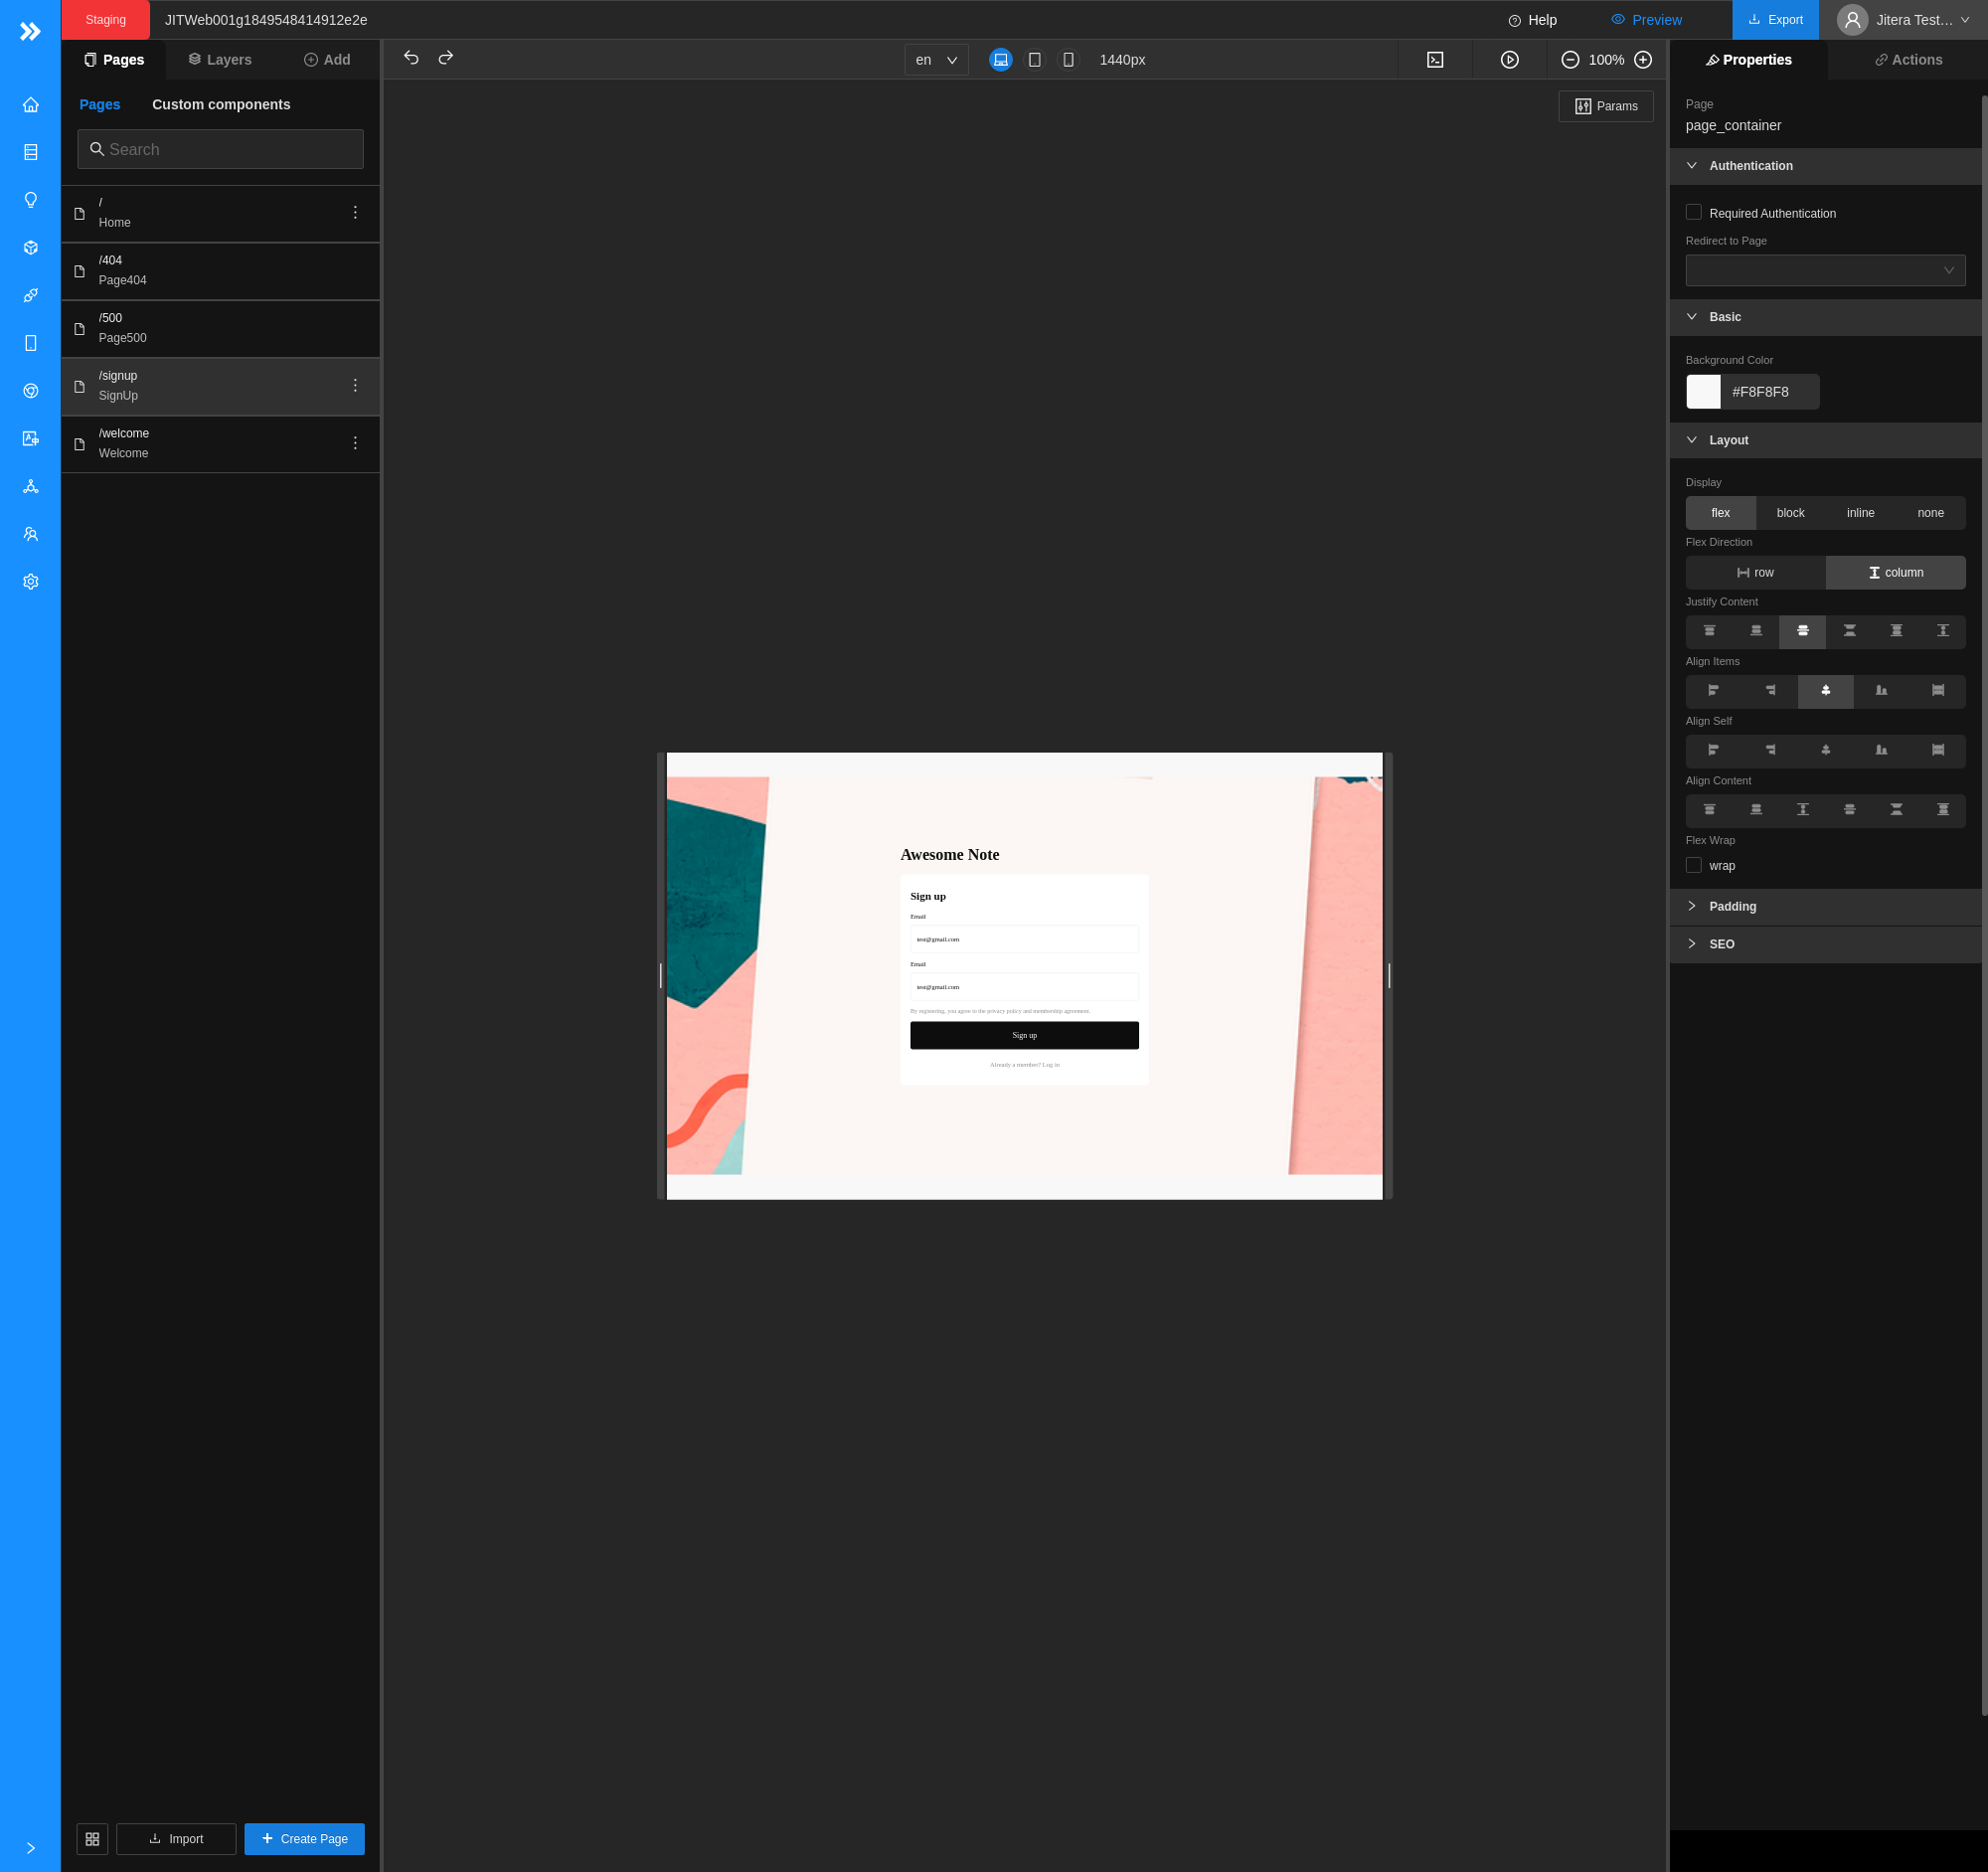 Staging
JITWeb001g1849548414912e2e
Help
Preview
Export
Jitera Test...
Pages
Layers
Add
en
1440px
100%
Properties
Actions
Pages
Custom components
Search
/
Home
/404
Page404
/500
Page500
/signup
SignUp
/welcome
Welcome
Import
Create Page
Params
Awesome Note
Sign up
Email
test@gmail.com
Email
test@gmail.com
By registering, you agree to the privacy policy and membership agreement.
Sign up
Already a member? Log in
Page
page_container
Authentication
Required Authentication
Redirect to Page
Basic
Background Color
#F8F8F8
Layout
Display
flex
block
inline
none
Flex Direction
row
column
Justify Content
Align Items
Align Self
Align Content
Flex Wrap
wrap
Padding
SEO